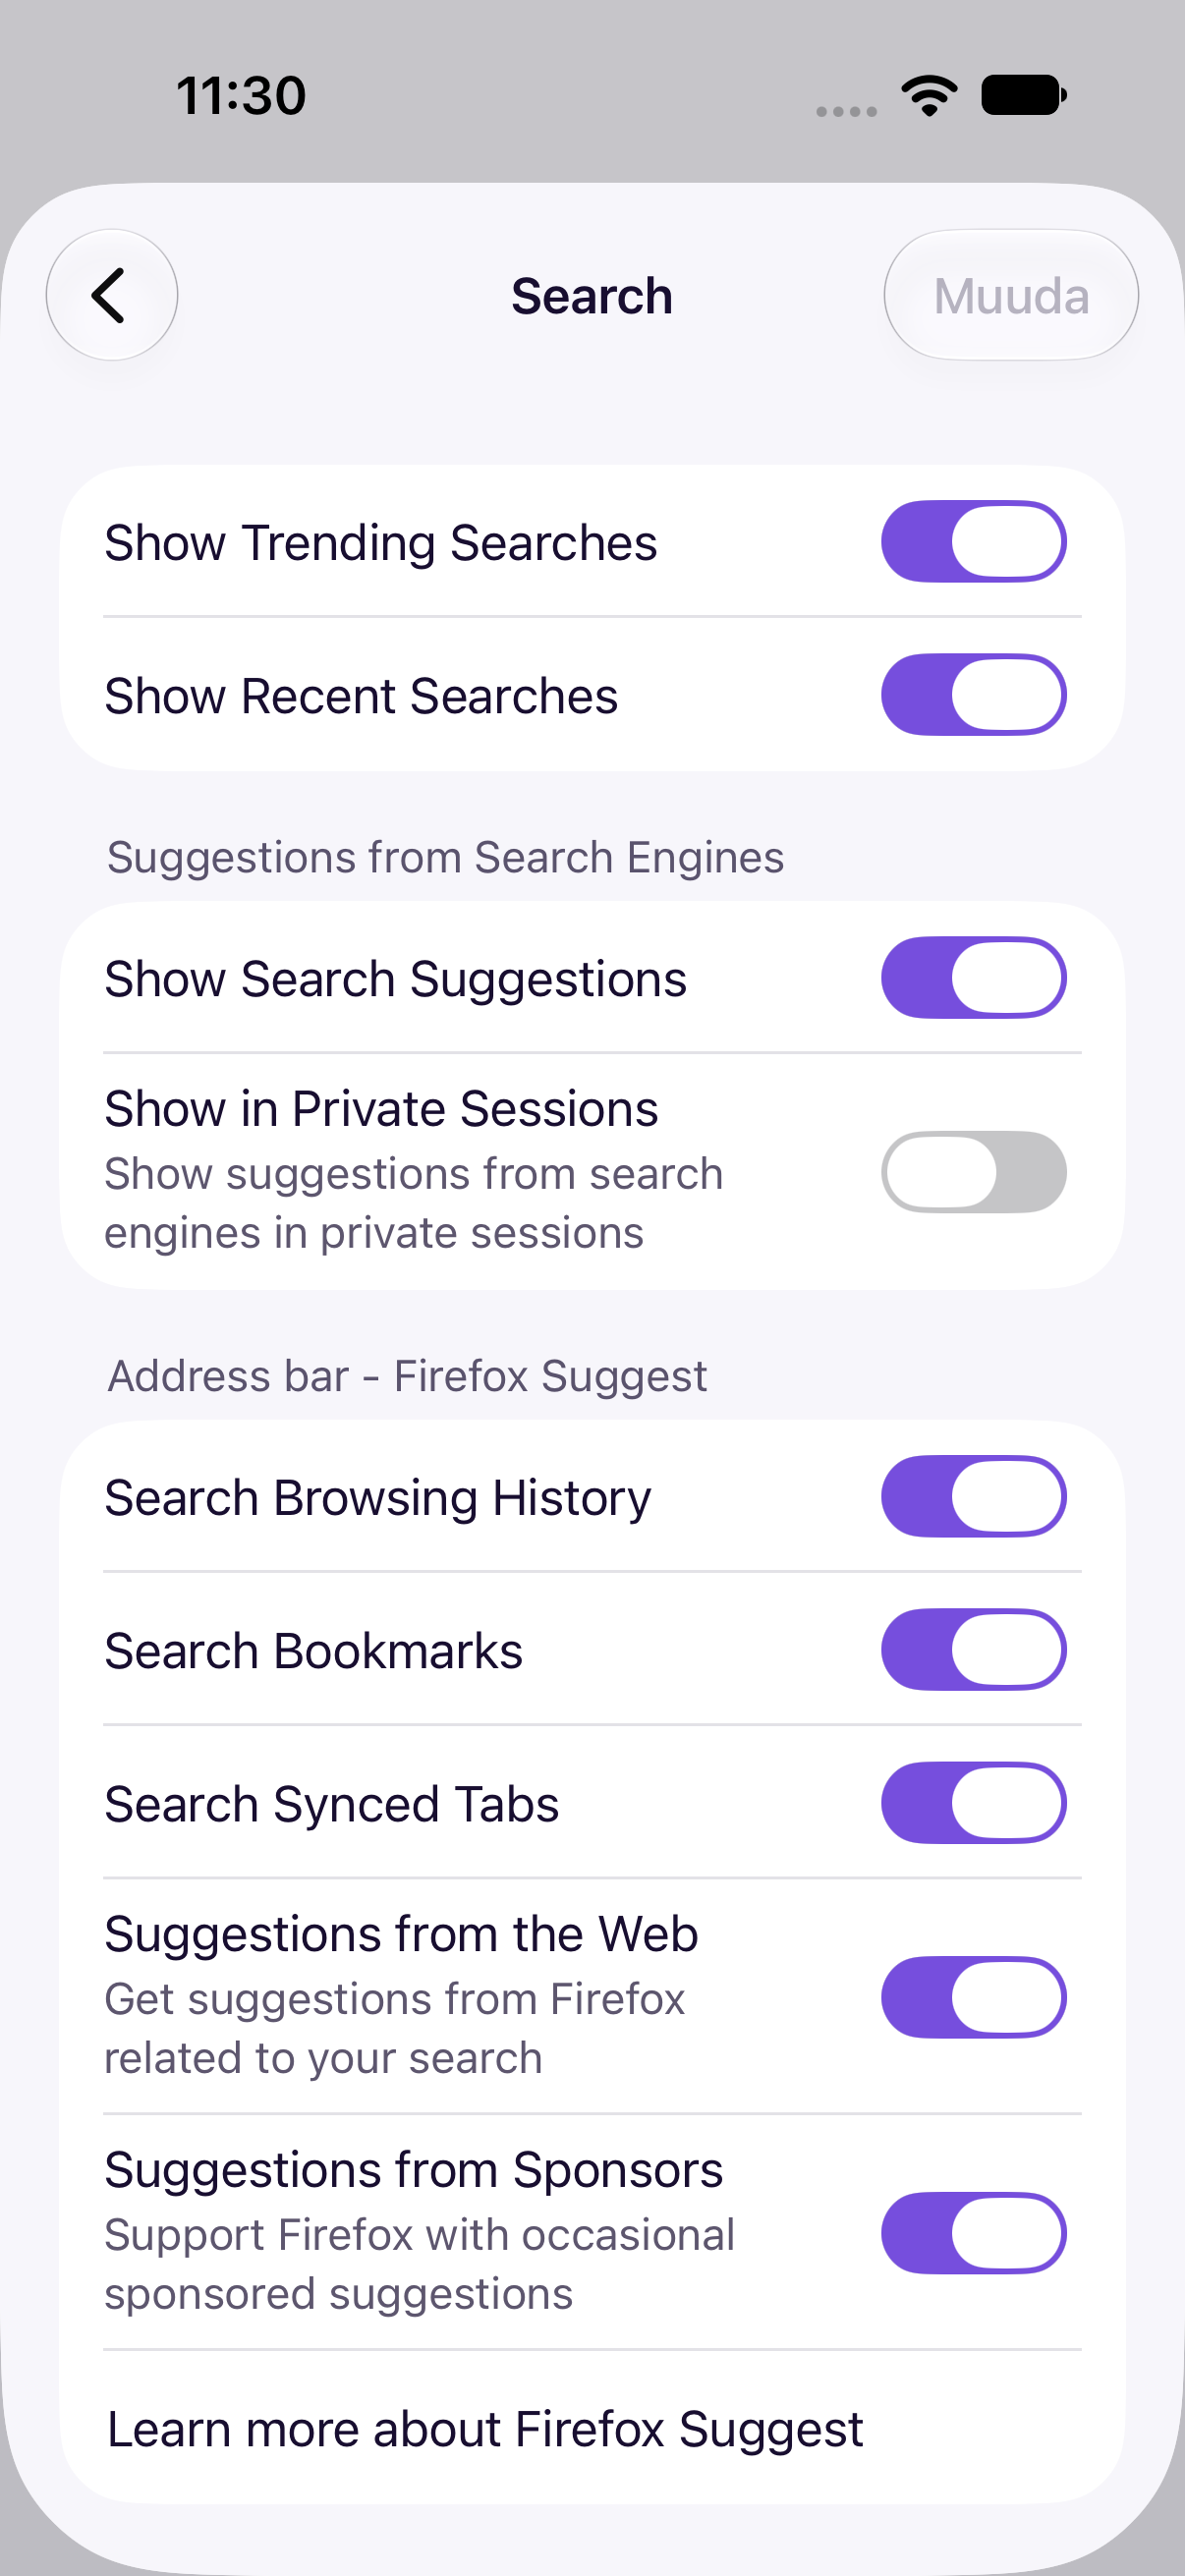 11:30
Search
Muuda
Show Trending Searches
Show Recent Searches
Suggestions from Search Engines
Show Search Suggestions
Show in Private Sessions
Show suggestions from search
engines in private sessions
Address bar - Firefox Suggest
Search Browsing History
Search Bookmarks
Search Synced Tabs
Suggestions from the Web
Get suggestions from Firefox
related to your search
Suggestions from Sponsors
Support Firefox with occasional
sponsored suggestions
Learn more about Firefox Suggest